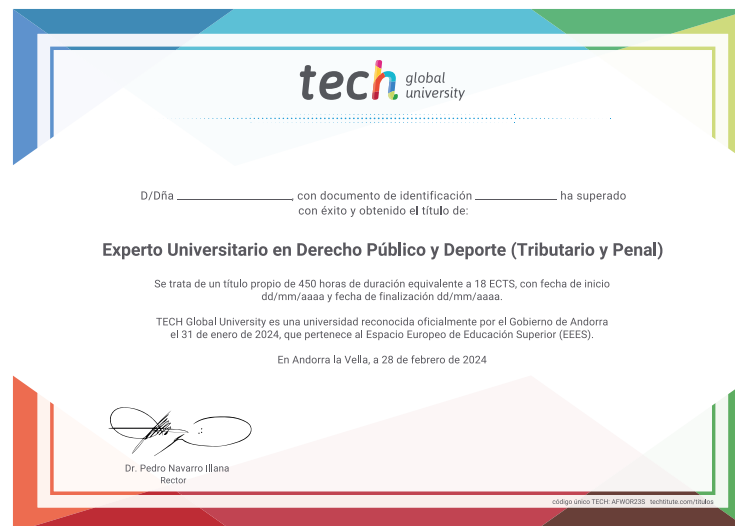 tech global university
D/Dña ______________, con documento de identificación __________ ha superado
con éxito y obtenido el título de:
Experto Universitario en Derecho Público y Deporte (Tributario y Penal)
Se trata de un título propio de 450 horas de duración equivalente a 18 ECTS, con fecha de inicio
dd/mm/aaaa y fecha de finalización dd/mm/aaaa.
TECH Global University es una universidad reconocida oficialmente por el Gobierno de Andorra
el 31 de enero de 2024, que pertenece al Espacio Europeo de Educación Superior (EEES).
En Andorra la Vella, a 28 de febrero de 2024
Dr. Pedro Navarro Illana
Rector
código único TECH: AFWOR23S techtitute.com/titulos